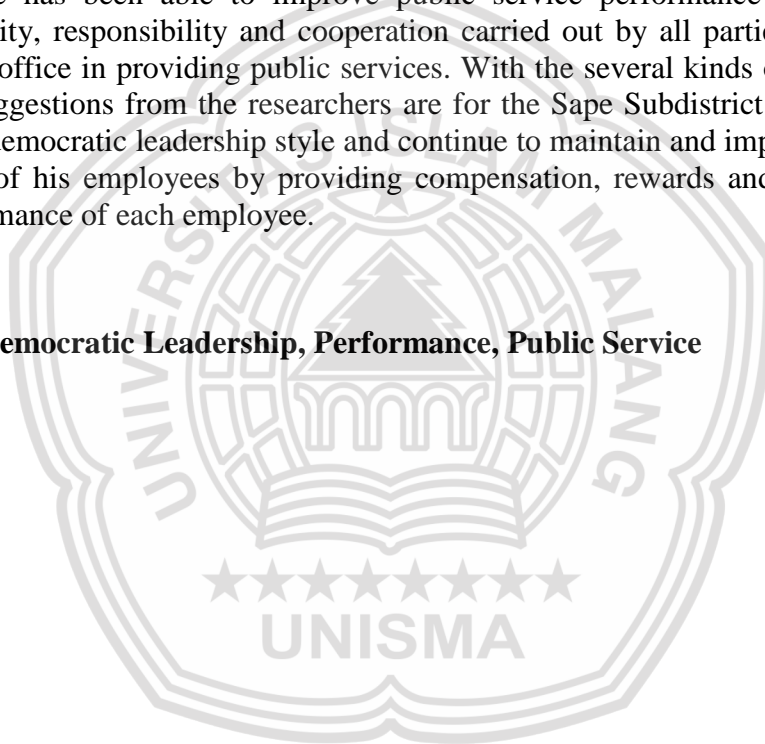 has been able to improve public service performance
ity, responsibility and cooperation carried out by all partic
office in providing public services. With the several kinds
ggestions from the researchers are for the Sape Subdistrict
emocratic leadership style and continue to maintain and imp
of his employees by providing compensation, rewards and
mance of each employee.
emocratic Leadership, Performance, Public Service
UNIVERSITAS ISLAM MALANG
UNISMA